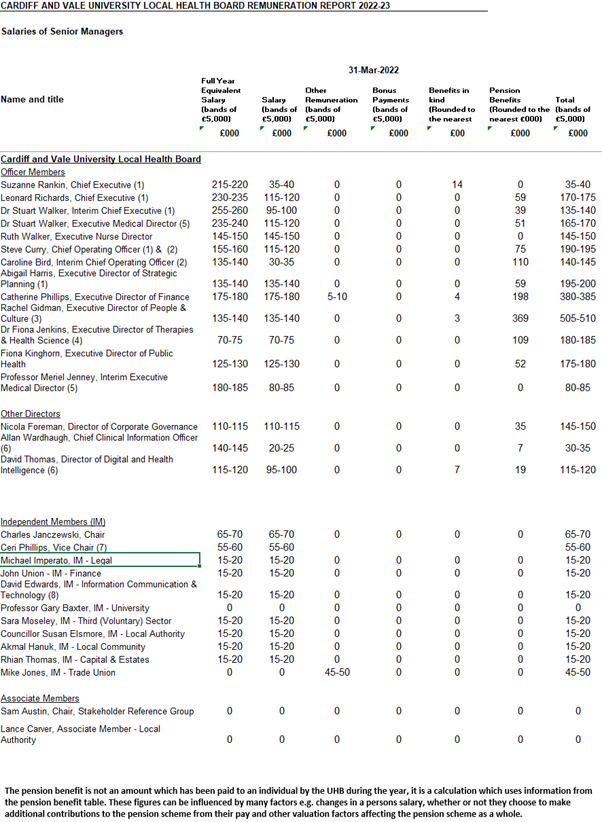 CARDIFF AND VALE UNIVERSITY LOCAL HEALTH BOARD REMUNERATION REPORT 2022-23
Salaries of Senior Managers
31-Mar-2022
Full Year
Equivalent Other Benefits in Pension
Salary Salary Remuneration Bonus Payments kind Benefits Total
Name and title (bands of (bands of (bands of (bands of (Rounded to (Rounded to the (bands of
€5,000) €5,000) €5,000) €5,000) the nearest nearest €000) €5,000)
£000 £000 £000 £000 £00 £000 £000
Cardiff and Vale University Local Health Board
Officer Members
Suzanne Rankin, Chief Executive (1) 215-220 35-40 0 0 14 0 35-40
Leonard Richards, Chief Executive (1) 230-235 115-120 0 0 0 59 170-175
Dr Stuart Walker, Interim Chief Executive (1) 255-260 95-100 0 0 0 39 135-140
Dr Stuart Walker, Executive Medical Director (5) 235-240 115-120 0 0 0 51 165-170
Ruth Walker, Executive Nurse Director 145-150 145-150 0 0 0 0 145-150
Steve Curry, Chief Operating Officer (1) & (2) 155-160 115-120 0 0 0 75 190-195
Caroline Bird, Interim Chief Operating Officer (2) 135-140 30-35 0 0 0 110 140-145
Abigail Harris, Executive Director of Strategic
Planning (1) 135-140 135-140 0 0 0 59 195-200
Catherine Phillips, Executive Director of Finance 175-180 175-180 5-10 0 4 198 380-385
Rachel Gidman, Executive Director of People &
Culture (3) 135-140 135-140 0 0 3 369 505-510
Dr Fiona Jenkins, Executive Director of Therapies
& Health Science (4) 70-75 70-75 0 0 0 109 180-185
Fiona Kinghorn, Executive Director of Public
Health 125-130 125-130 0 0 0 52 175-180
Professor Meriel Jenney, Interim Executive
Medical Director (5) 180-185 80-85 0 0 0 0 80-85
Other Directors
Nicola Foreman, Director of Corporate Governance 110-115 110-115 0 0 0 35 145-150
Allan Wardhaugh, Chief Clinical Information Officer
(6) 140-145 20-25 0 0 0 7 30-35
David Thomas, Director of Digital and Health
Intelligence (6) 115-120 95-100 0 0 7 19 115-120
Independent Members (IM)
Charles Janczewski, Chair 65-70 65-70 0 0 0 0 65-70
Ceri Phillips, Vice Chair (7) 55-60 55-60 55-60
Michael Imperato, IM - Legal 15-20 15-20 0 0 0 0 15-20
John Union - IM - Finance 15-20 15-20 0 0 0 0 15-20
David Edwards, IM - Information Communication &
Technology (8) 15-20 15-20 0 0 0 0 15-20
Professor Gary Baxter, IM - University 0 0 0 0 0 0 0
Sara Moseley, IM - Third (Voluntary) Sector 15-20 15-20 0 0 0 0 15-20
Councillor Susan Elsmore, IM - Local Authority 15-20 15-20 0 0 0 0 15-20
Akmal Hanuk, IM - Local Community 15-20 15-20 0 0 0 0 15-20
Rhian Thomas, IM - Capital & Estates 15-20 15-20 0 0 0 0 15-20
Mike Jones, IM - Trade Union 0 0 45-50 0 0 0 45-50
Associate Members
Sam Austin, Chair, Stakeholder Reference Group 0 0 0 0 0 0 0
Lance Carver, Associate Member - Local
Authority 0 0 0 0 0 0 0
The pension benefit is not an amount which has been paid to an individual by the UHB during the year, it is a calculation which uses information from
the pension benefit table. These figures can be influenced by many factors e.g. changes in a persons salary, whether or not they choose to make
additional contributions to the pension scheme from their pay and other valuation factors affecting the pension scheme as a whole.